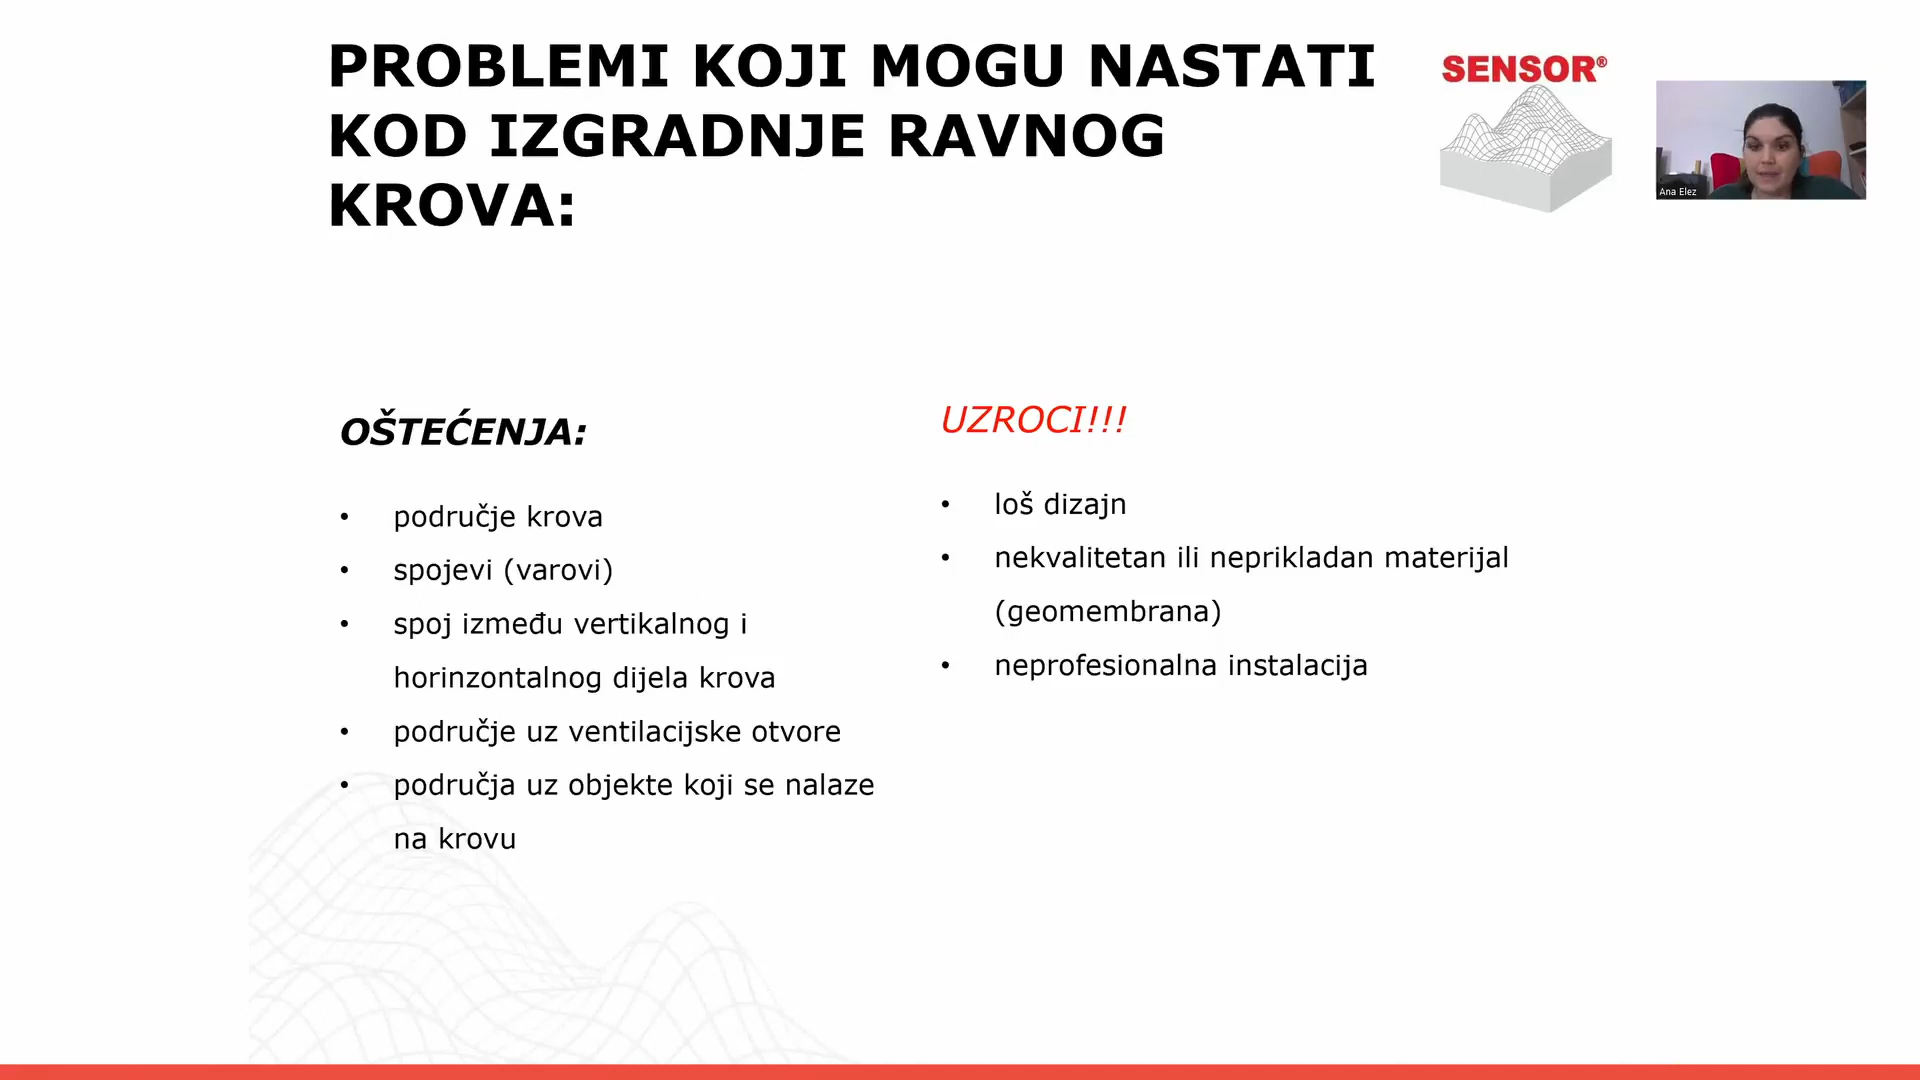 PROBLEMI KOJI MOGU NASTATI
KOD IZGRADNJE RAVNOG
KROVA:
SENSOR®
Ana Elez
OŠTEĆENJA:
• područje krova
• spojevi (varovi)
• spoj između vertikalnog i
horinzontalnog dijela krova
• područje uz ventilacijske otvore
• područja uz objekte koji se nalaze
na krovu
UZROCI!!!
• loš dizajn
• nekvalitetan ili neprikladan materijal
(geomembrana)
• neprofesionalna instalacija